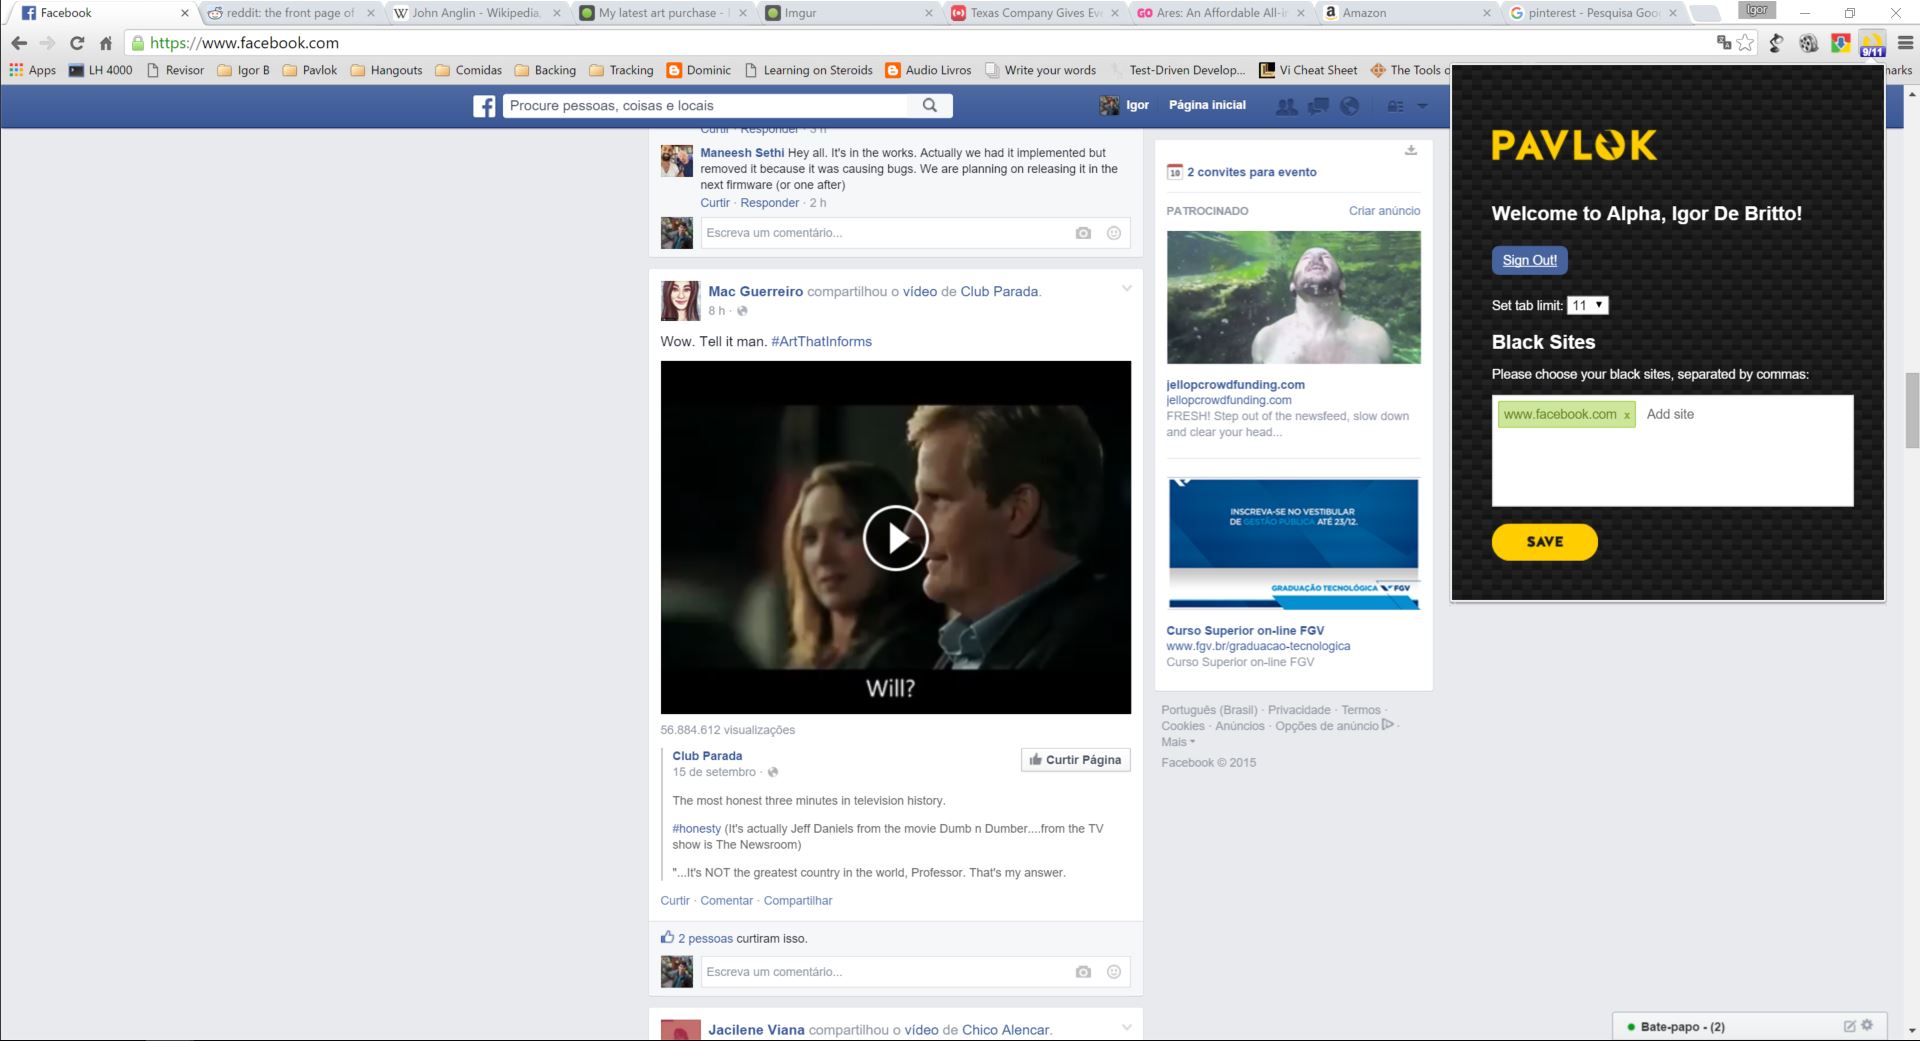 Facebook
reddit: the front page of
John Anglin - Wikipedia,
My latest art purchase -
Imgur
Texas Company Gives Eve
Ares: An Affordable All-in
Amazon
pinterest - Pesquisa Goog
Igor
https://www.facebook.com
9/11
Apps
LH 4000
Revisor
Igor B
Pavlok
Hangouts
Comidas
Backing
Tracking
Dominic
Learning on Steroids
Audio Livros
Write your words
Test-Driven Develop...
Vi Cheat Sheet
The Tools o
narks
Procure pessoas, coisas e locais
Igor
Página inicial
Curtir · Responder · 3 h
Maneesh Sethi Hey all. It's in the works. Actually we had it implemented but
removed it because it was causing bugs. We are planning on releasing it in the
next firmware (or one after)
Curtir · Responder · 2 h
Escreva um comentário...
Mac Guerreiro compartilhou o vídeo de Club Parada.
8 h ·
Wow. Tell it man. #ArtThatInforms
Will?
56.884.612 visualizações
Club Parada
15 de setembro ·
Curtir Página
The most honest three minutes in television history.
#honesty (It's actually Jeff Daniels from the movie Dumb n Dumber....from the TV
show is The Newsroom)
"...It's NOT the greatest country in the world, Professor. That's my answer.
Curtir · Comentar · Compartilhar
2 pessoas curtiram isso.
Escreva um comentário...
Jacilene Viana compartilhou o vídeo de Chico Alencar.
10
2 convites para evento
PATROCINADO
Criar anúncio
jellopcrowdfunding.com
jellopcrowdfunding.com
FRESH! Step out of the newsfeed, slow down
and clear your head...
INSCREVA-SE NO VESTIBULAR
DE GESTÃO PÚBLICA ATÉ 23/12.
GRADUAÇÃO TECNOLÓGICA FGV
Curso Superior on-line FGV
www.fgv.br/graduacao-tecnologica
Curso Superior on-line FGV
Português (Brasil) · Privacidade · Termos ·
Cookies · Anúncios · Opções de anúncio ·
Mais
Facebook © 2015
PAVLOK
Welcome to Alpha, Igor De Britto!
Sign Out!
Set tab limit: 11
Black Sites
Please choose your black sites, separated by commas:
www.facebook.com x Add site
SAVE
Bate-papo - (2)